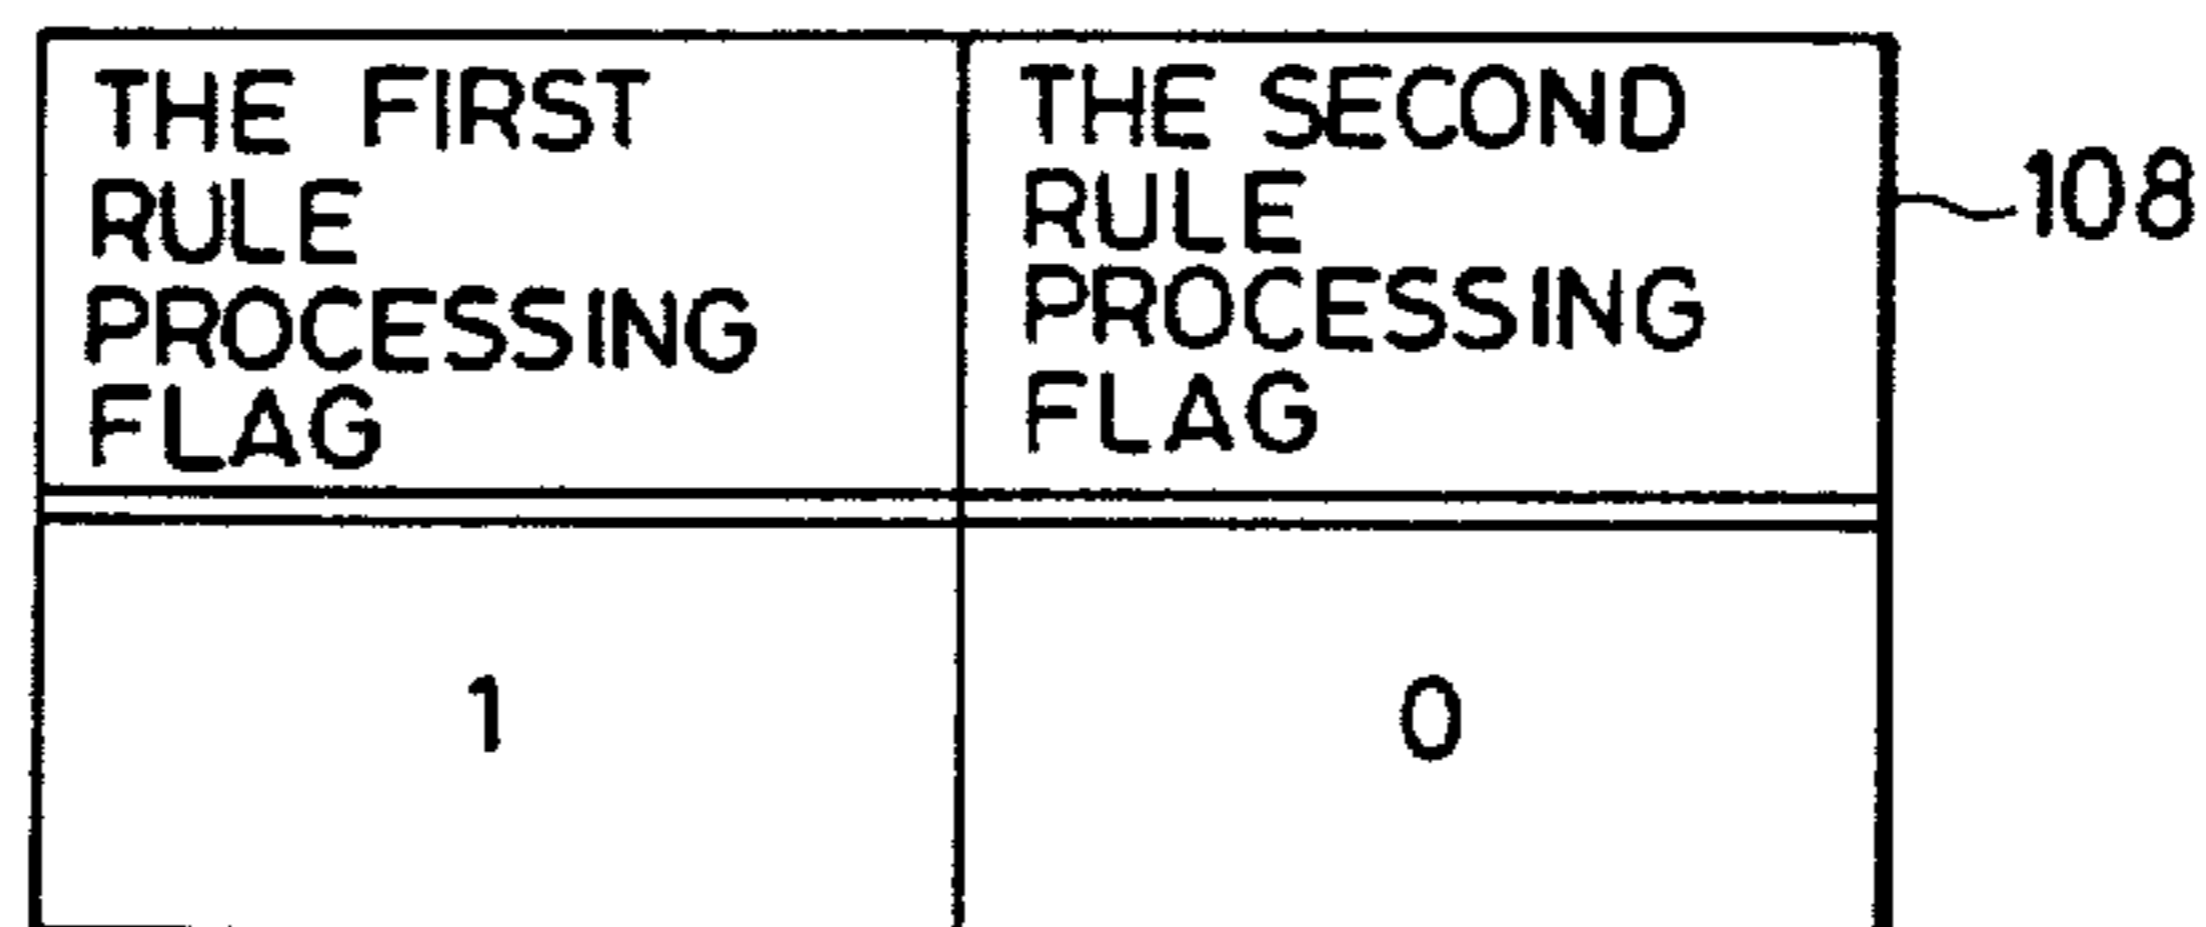 THE FIRST
RULE
PROCESSING
FLAG
THE SECOND
RULE
PROCESSING
FLAG
108
1
0